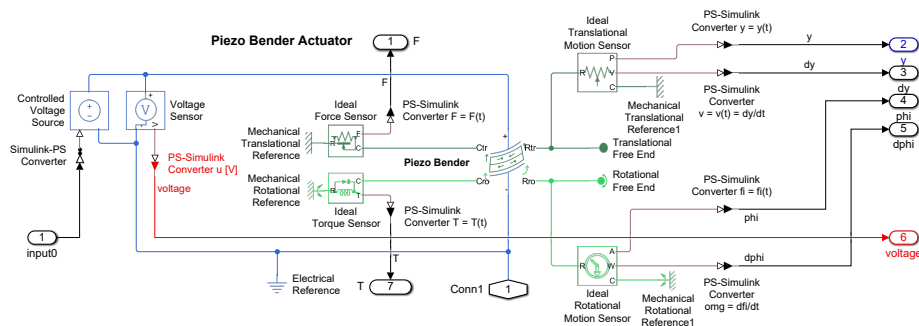 Piezo Bender Actuator
1
F
F
Controlled
Voltage
Source
+
-
V
V
Voltage
Sensor
Simulink-PS
Converter
PS-Simulink
Converter u [V]
voltage
1
input0
Ideal
Force Sensor
PS-Simulink
Converter F = F(t)
Mechanical
Translational
Reference
R
F
C
Mechanical
Rotational
Reference
R
C
T
Ideal
Torque Sensor
PS-Simulink
Converter T = T(t)
T
T
7
Electrical
Reference
Conn1
1
Piezo Bender
+
-
Ctr
Cro
Rtr
Rro
Translational
Free End
Rotational
Free End
Ideal
Translational
Motion Sensor
R
P
V
C
Mechanical
Translational
Reference1
PS-Simulink
Converter y = y(t)
y
2
y
PS-Simulink
Converter
v = v(t) = dy/dt
dy
3
dy
4
phi
5
dphi
PS-Simulink
Converter fi = fi(t)
phi
6
voltage
R
A
W
C
Ideal
Rotational
Motion Sensor
Mechanical
Rotational
Reference1
dphi
PS-Simulink
Converter
omg = dfi/dt